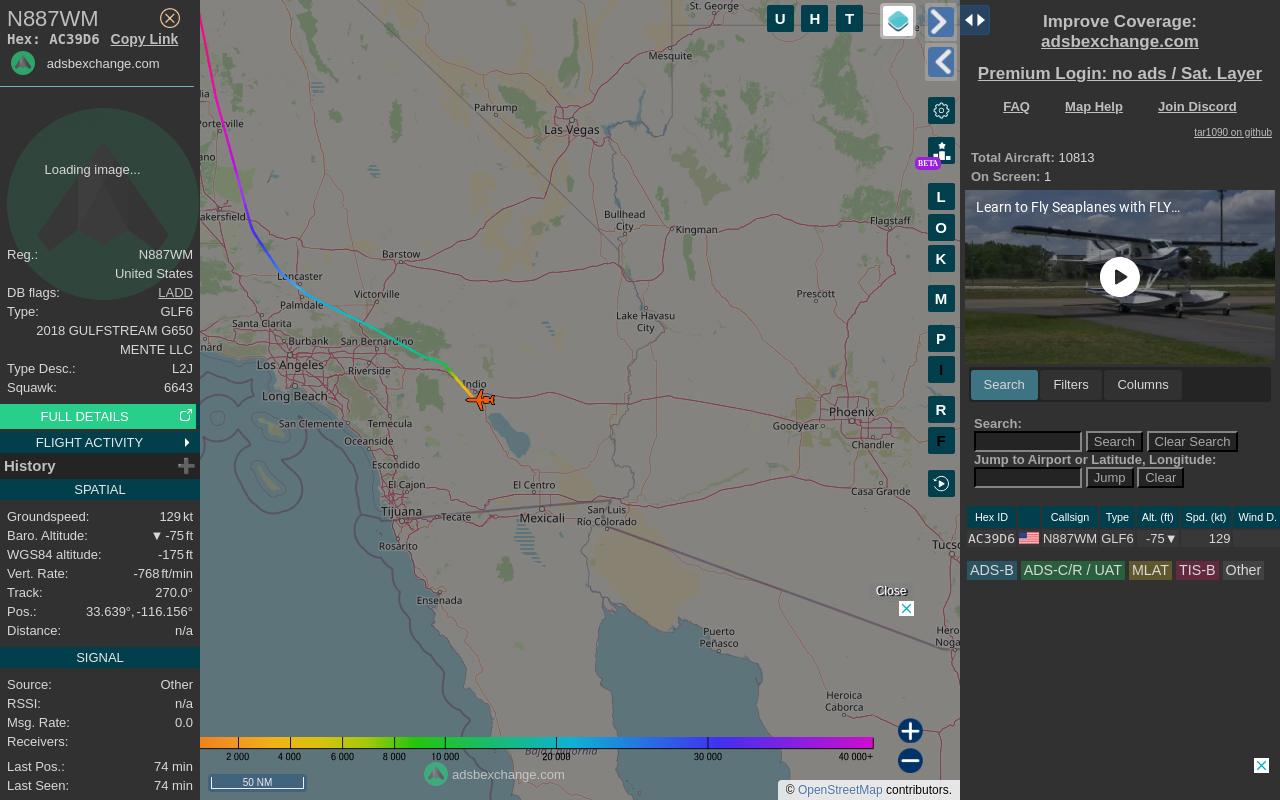 N887WM
Hex: AC39D6 Copy Link
adsbexchange.com
Loading image...
Reg.: N887WM
United States
DB flags: LADD
Type: GLF6
2018 GULFSTREAM G650
MENTE LLC
Type Desc.: L2J
Squawk: 6643
FULL DETAILS
FLIGHT ACTIVITY
History
SPATIAL
Groundspeed: 129 kt
Baro. Altitude: ▼ -75 ft
WGS84 altitude: -175 ft
Vert. Rate: -768 ft/min
Track: 270.0°
Pos.: 33.639°, -116.156°
Distance: n/a
SIGNAL
Source: Other
RSSI: n/a
Msg. Rate: 0.0
Receivers:
Last Pos.: 74 min
Last Seen: 74 min
St. George
Mesquite
Pahrump
Las Vegas
Porterville
Bullhead
City
Kingman
Flagstaff
Barstow
Lancaster
Palmdale
Victorville
Prescott
Santa Clarita
Lake Havasu
City
Burbank
San Bernardino
Los Angeles
Riverside
Indio
Long Beach
San Clemente
Temecula
Oceanside
Phoenix
Goodyear
Chandler
Escondido
El Cajon
El Centro
Casa Grande
Tijuana
Tecate
Mexicali
San Luis
Río Colorado
Rosarito
Ensenada
Puerto
Peñasco
Heroica
Caborca
Baja California
2 000 4 000 6 000 8 000 10 000 20 000 30 000 40 000+
50 NM
adsbexchange.com
© OpenStreetMap contributors.
U H T
BETA
L
O
K
M
P
I
R
F
Close
Improve Coverage:
adsbexchange.com
Premium Login: no ads / Sat. Layer
FAQ Map Help Join Discord
tar1090 on github
Total Aircraft: 10813
On Screen: 1
Learn to Fly Seaplanes with FLY...
Search Filters Columns
Search:
Search Clear Search
Jump to Airport or Latitude, Longitude:
Jump Clear
Hex ID Callsign Type Alt. (ft) Spd. (kt) Wind D.
AC39D6 N887WM GLF6 -75▼ 129
ADS-B ADS-C/R / UAT MLAT TIS-B Other